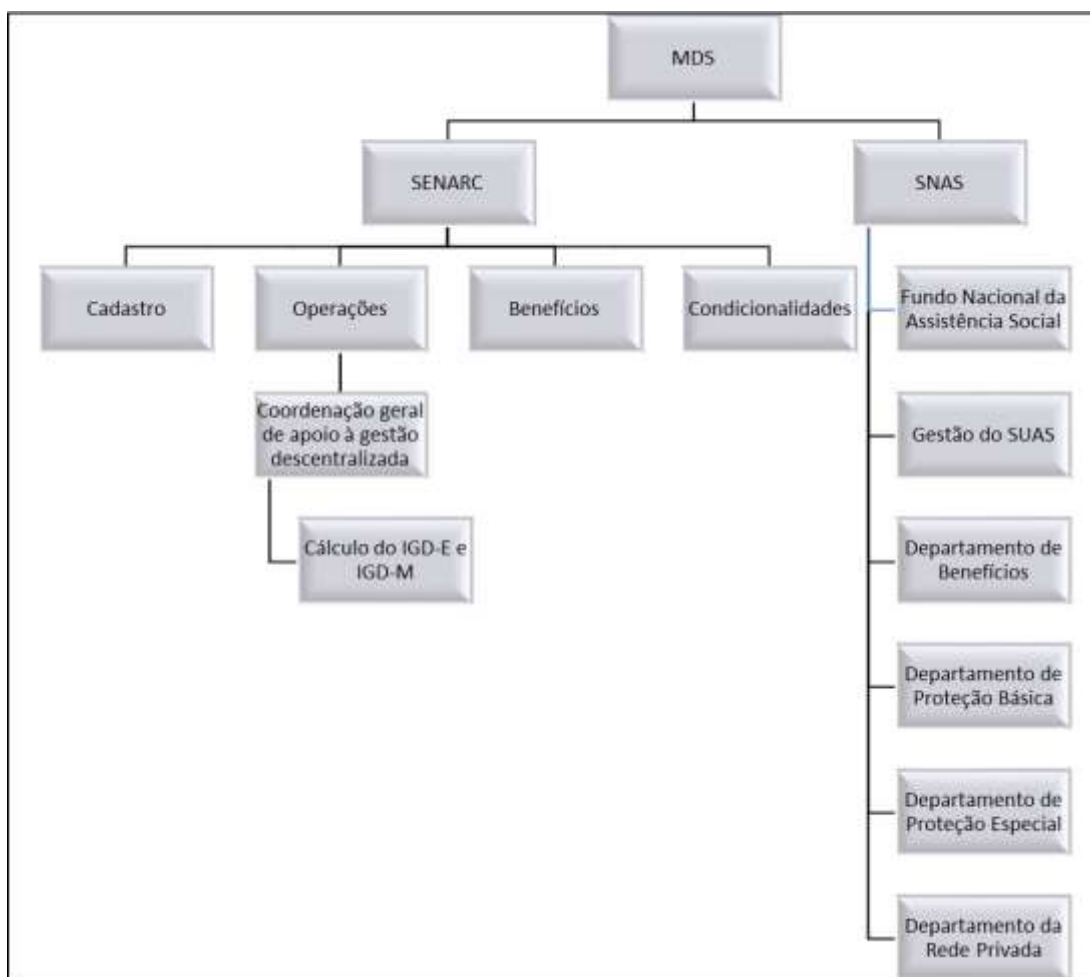 MDS
SENARC
SNAS
Cadastro
Operações
Benefícios
Condicionalidades
Coordenação geral
de apoio à gestão
descentralizada
Cálculo do IGD-E e
IGD-M
Fundo Nacional da
Assistência Social
Gestão do SUAS
Departamento de
Benefícios
Departamento de
Proteção Básica
Departamento de
Proteção Especial
Departamento da
Rede Privada